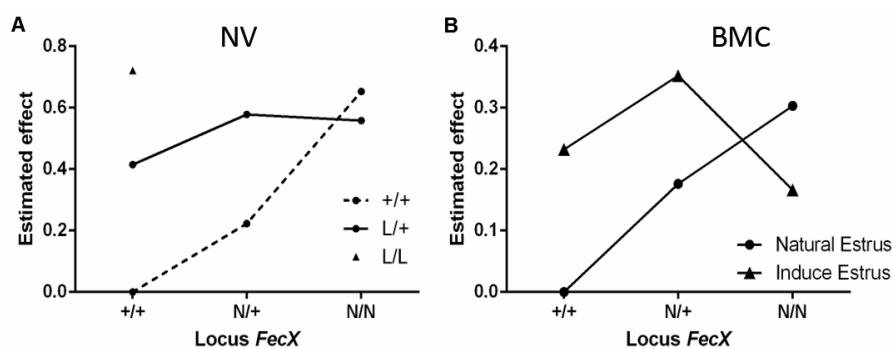 A
NV
Estimated effect
0.8
0.6
0.4
0.2
0.0
+/+
L/+
L/L
+/+
N/+
N/N
Locus FecX
B
BMC
Estimated effect
0.4
0.3
0.2
0.1
0.0
Natural Estrus
Induce Estrus
+/+
N/+
N/N
Locus FecX